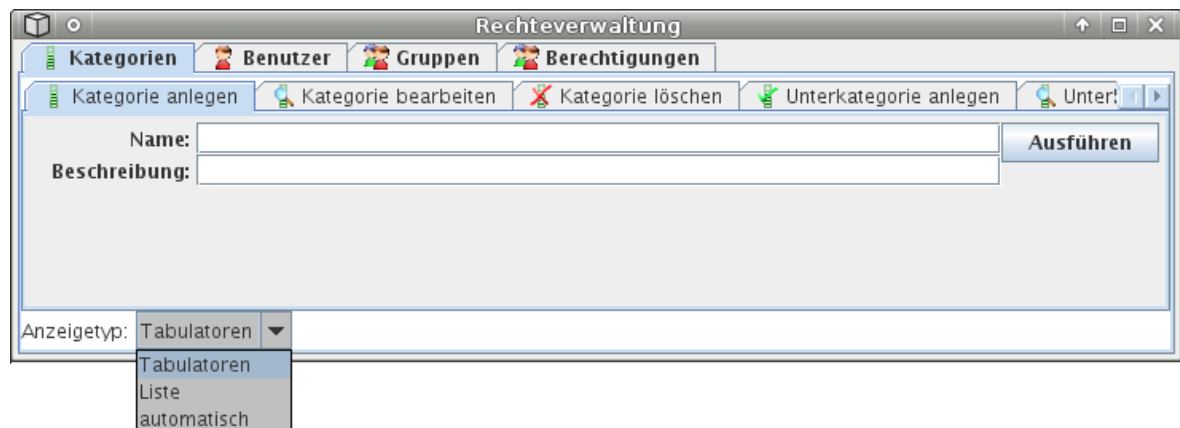 Rechteverwaltung
Kategorien Benutzer Gruppen Berechtigungen
Kategorie anlegen Kategorie bearbeiten Kategorie löschen Unterkategorie anlegen
Name: Ausführen
Beschreibung:
Anzeigetyp: Tabulatoren
Tabulatoren
Liste
automatisch